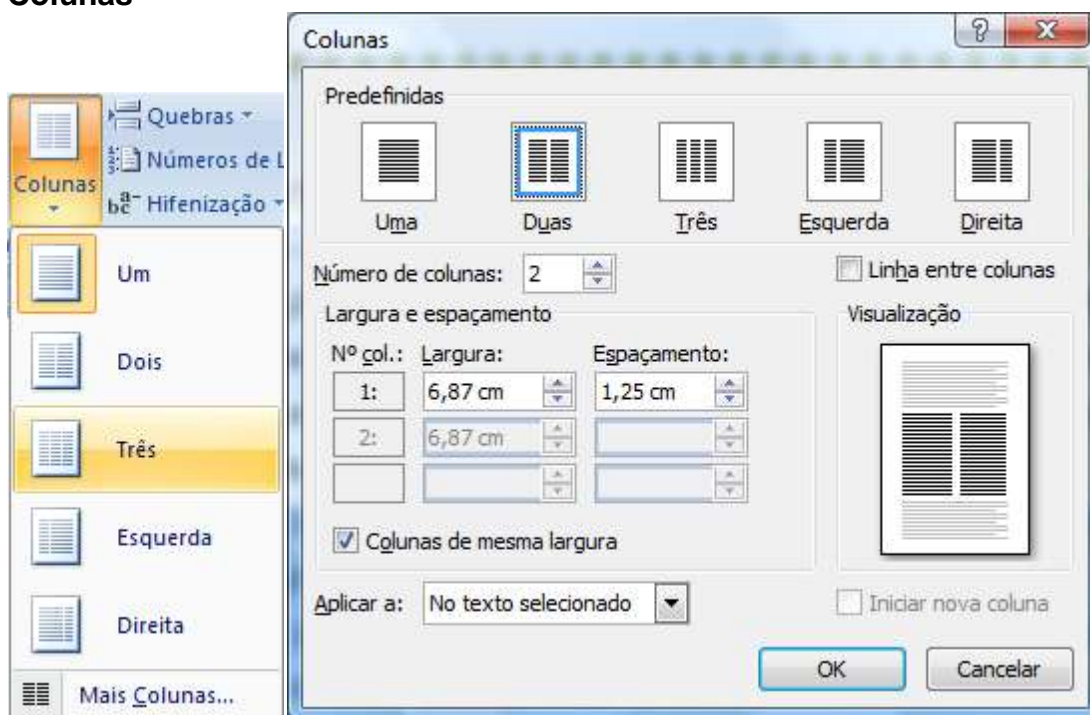 Colunas
Colunas
Quebras
Números de L
Hifenização
Um
Dois
Três
Esquerda
Direita
Mais Colunas...
Colunas
Predefinidas
Uma Duas Três Esquerda Direita
Número de colunas: 2 Linha entre colunas
Largura e espaçamento Visualização
Nº col.: Largura: Espaçamento:
1: 6,87 cm 1,25 cm
2: 6,87 cm
Colunas de mesma largura
Aplicar a: No texto selecionado Iniciar nova coluna
OK Cancelar